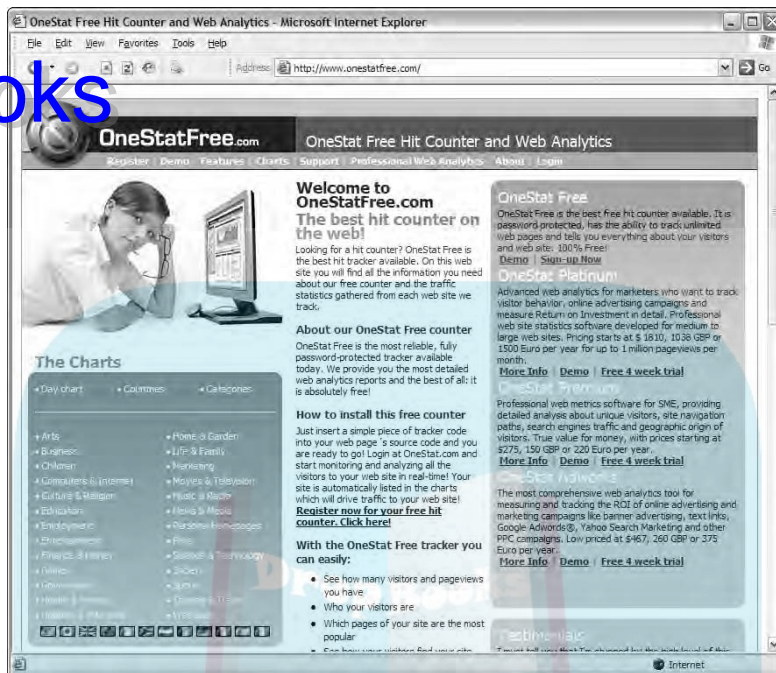 OneStat Free Hit Counter and Web Analytics - Microsoft Internet Explorer
File Edit View Favorites Tools Help
Address http://www.onestatfree.com/ Go
oks
OneStatFree.com
OneStat Free Hit Counter and Web Analytics
Register | Demo | Features | Charts | Support | Professional Web Analytics | About | Login
The Charts
Day chart
Countries
Categories
Arts
Business
Children
Computers & Internet
Culture & Religion
Education
Employment
Entertainment
Finance & Money
Games
Government
Home & Garden
Life & Family
Marketing
Movies & Television
Music & Radio
News & Media
Personal Homepages
Science & Technology
Welcome to
OneStatFree.com
The best hit counter on
the web!
Looking for a hit counter? OneStat Free is
the best hit tracker available. On this web
site you will find all the information you need
about our free counter and the traffic
statistics gathered from each web site we
track.
About our OneStat Free counter
OneStat Free is the most reliable, fully
password-protected tracker available
today. We provide you the most detailed
web analytics reports and the best of all: it
is absolutely free!
How to install this free counter
Just insert a simple piece of tracker code
into your web page´s source code and you
are ready to go! Login at OneStat.com and
start monitoring and analyzing all the
visitors to your web site in real-time! Your
site is automatically listed in the charts
which will drive traffic to your web site!
Register now for your free hit
counter. Click here!
With the OneStat Free tracker you
can easily:
• See how many visitors and pageviews
you have
• Who your visitors are
• Which pages of your site are the most
popular
• See how your visitors find your site
OneStat Free
OneStat Free is the best free hit counter available. It is
password-protected, has the ability to track unlimited
web pages and tells you everything about your visitors
and web site. 100% Free!
Demo | Sign-up Now
OneStat Platinum
Advanced web analytics for marketers who want to track
visitor behavior, online advertising campaigns and
measure Return on Investment in detail. Professional
web site statistics software developed for medium to
large web sites. Pricing starts at $ 1810, 1038 GBP or
1500 Euro per year for up to 1 million pageviews per
month.
More Info | Demo | Free 4 week trial
OneStat Premium
Professional web metrics software for SME, providing
detailed analysis about unique visitors, site navigation
paths, search engines traffic and geographic origin of
visitors. True value for money, with prices starting at
$275, 150 GBP or 220 Euro per year.
More Info | Demo | Free 4 week trial
OneStat
The most comprehensive web analytics tool for
measuring and tracking the ROI of online advertising and
marketing campaigns like banner advertising, text links,
Google Adwords®, Yahoo Search Marketing and other
PPC campaigns. Low priced at $467, 260 GBP or 375
Euro per year.
More Info | Demo | Free 4 week trial
Testimonials
Internet